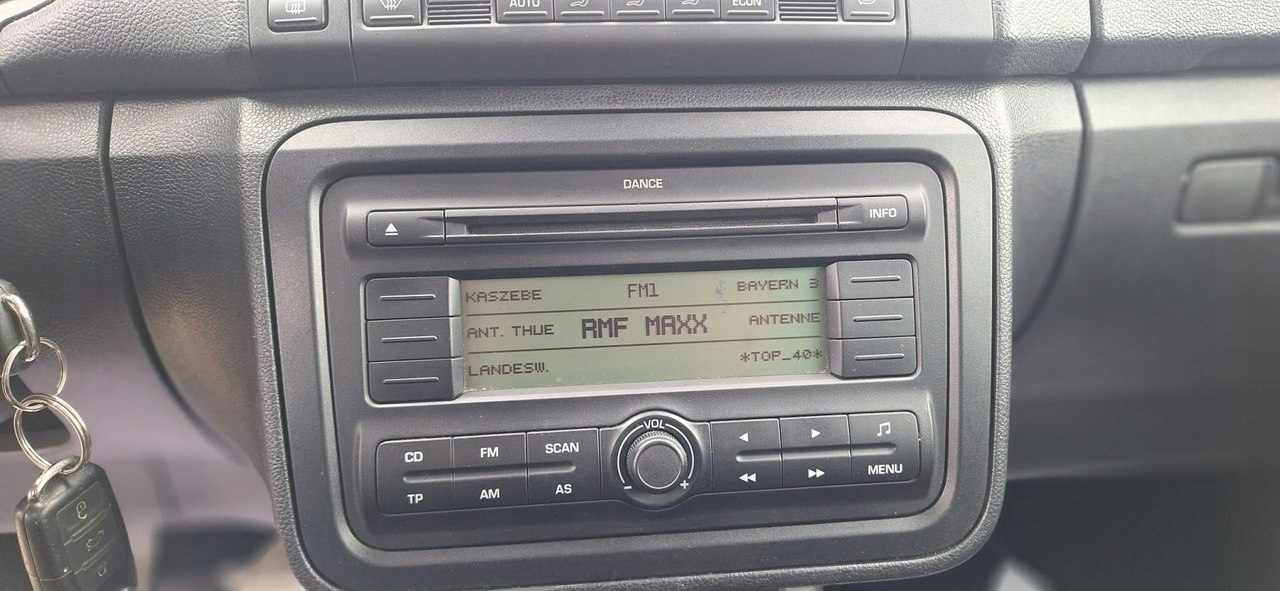 AUTO ECON
DANCE
INFO
KASZEBE FM1 BAYERN 3
ANT. THUE RMF MAXX ANTENNE
LANDESW. *TOP_40*
VOL
CD FM SCAN
MENU
TP AM AS
- +